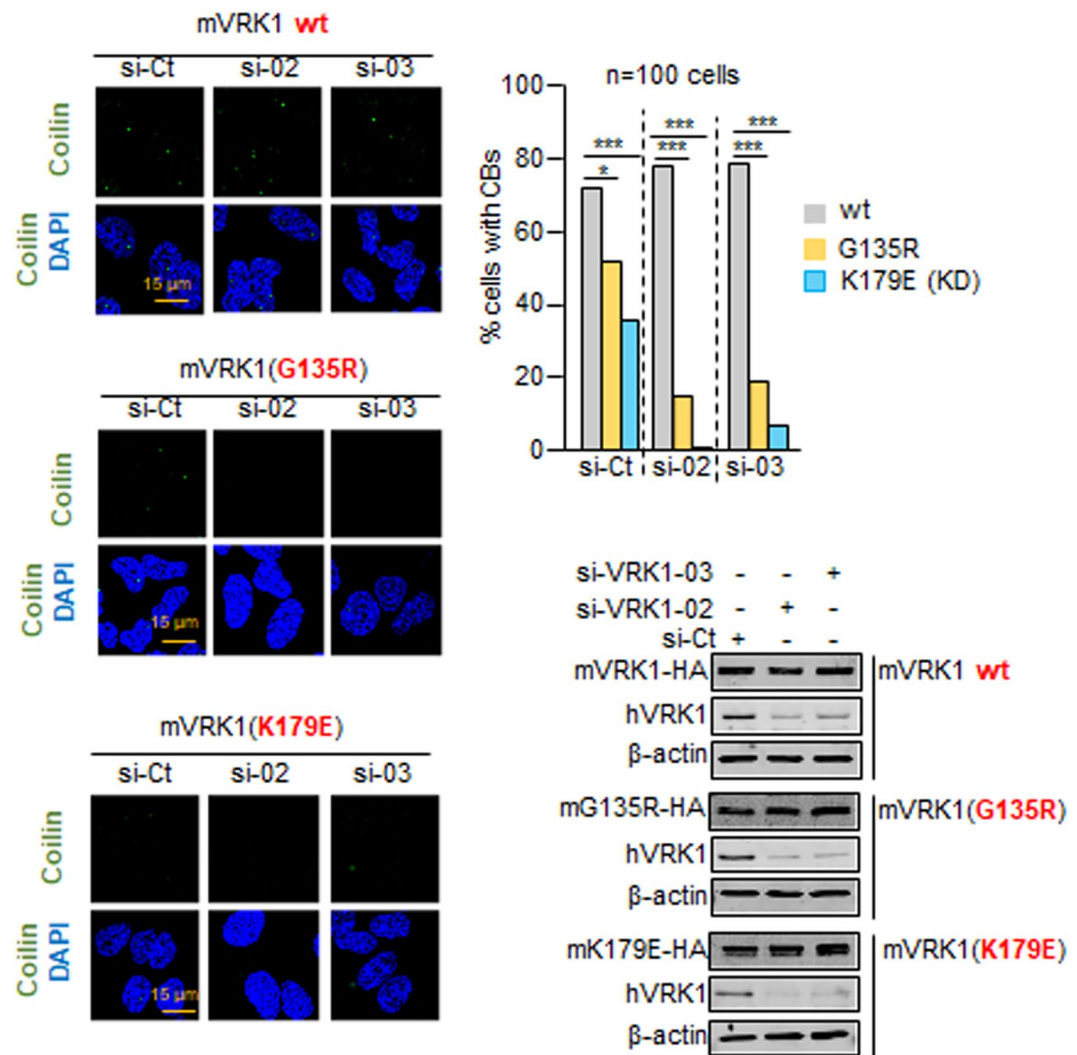 mVRK1 wt
si-Ct si-02 si-03
Coilin
Coilin
DAPI
15 µm
mVRK1(G135R)
si-Ct si-02 si-03
Coilin
Coilin
DAPI
15 µm
mVRK1(K179E)
si-Ct si-02 si-03
Coilin
Coilin
DAPI
15 µm
n=100 cells
% cells with CBs
100
80
60
40
20
0
*** *** ***
* *** ***
si-Ct si-02 si-03
wt
G135R
K179E (KD)
si-VRK1-03 - - +
si-VRK1-02 - + -
si-Ct + - -
mVRK1-HA mVRK1 wt
hVRK1
β-actin
mG135R-HA mVRK1(G135R)
hVRK1
β-actin
mK179E-HA mVRK1(K179E)
hVRK1
β-actin